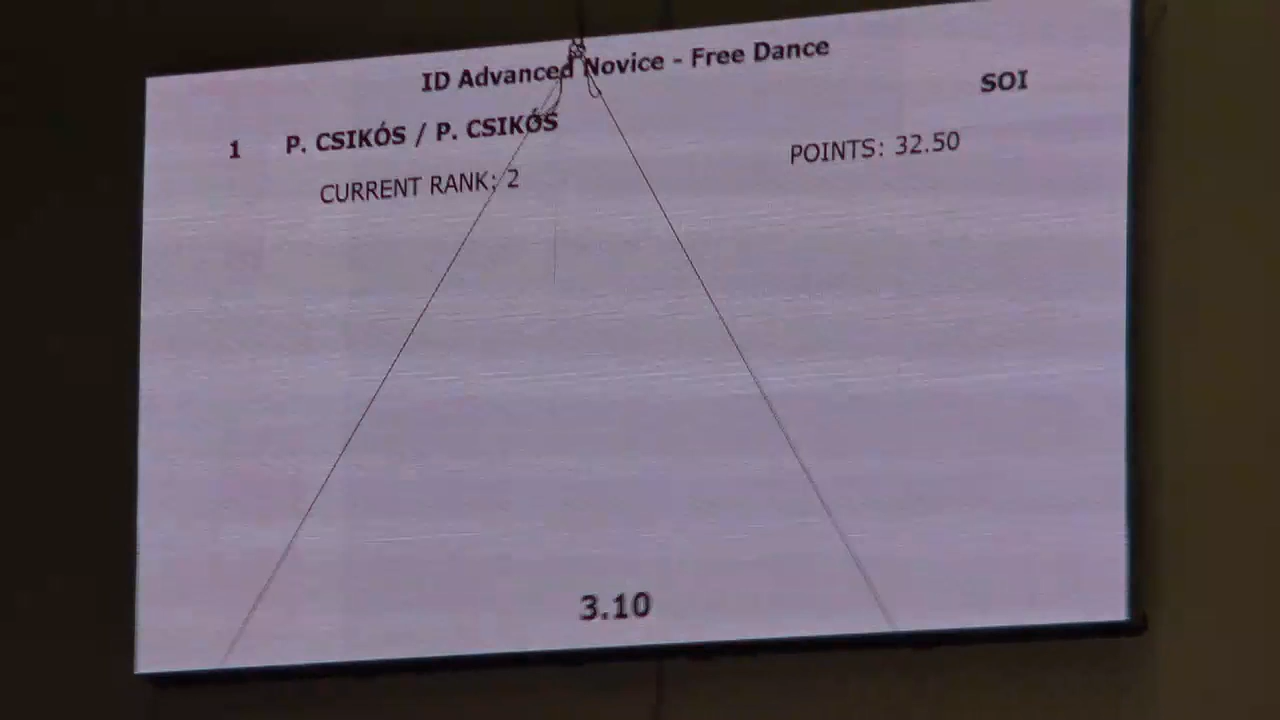 ID Advanced Novice - Free Dance
SOI
1 P. CSIKÓS / P. CSIKÓS
POINTS: 32.50
CURRENT RANK: 2
3.10